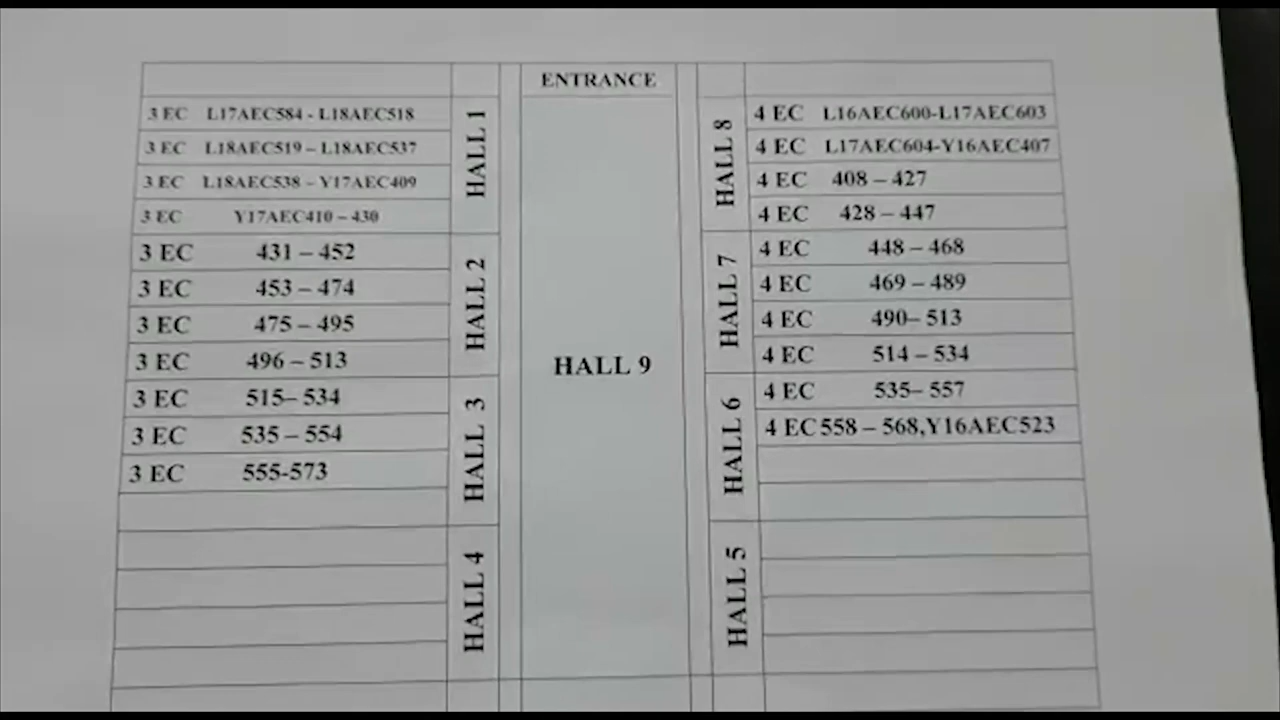 ENTRANCE
3 EC L17AEC584 - L18AEC518
3 EC L18AEC519 – L18AEC537
3 EC L18AEC538 – Y17AEC409
3 EC Y17AEC410 – 430
HALL 1
3 EC 431 – 452
3 EC 453 – 474
3 EC 475 – 495
3 EC 496 – 513
HALL 2
3 EC 515– 534
3 EC 535 – 554
3 EC 555-573
HALL 3
HALL 4
HALL 9
HALL 8
4 EC L16AEC600-L17AEC603
4 EC L17AEC604-Y16AEC407
4 EC 408 – 427
4 EC 428 – 447
HALL 7
4 EC 448 – 468
4 EC 469 – 489
4 EC 490– 513
4 EC 514 – 534
HALL 6
4 EC 535– 557
4 EC 558 – 568,Y16AEC523
HALL 5